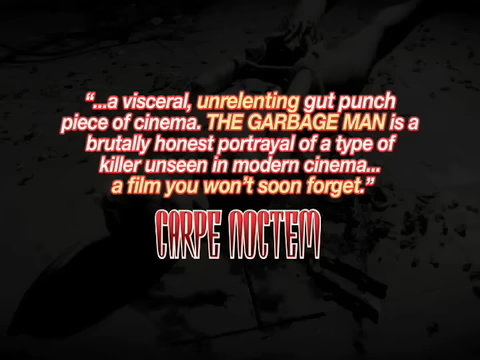 “...a visceral, unrelenting gut punch
piece of cinema. THE GARBAGE MAN is a
brutally honest portrayal of a type of
killer unseen in modern cinema...
a film you won’t soon forget.”
CARPE NOCTEM